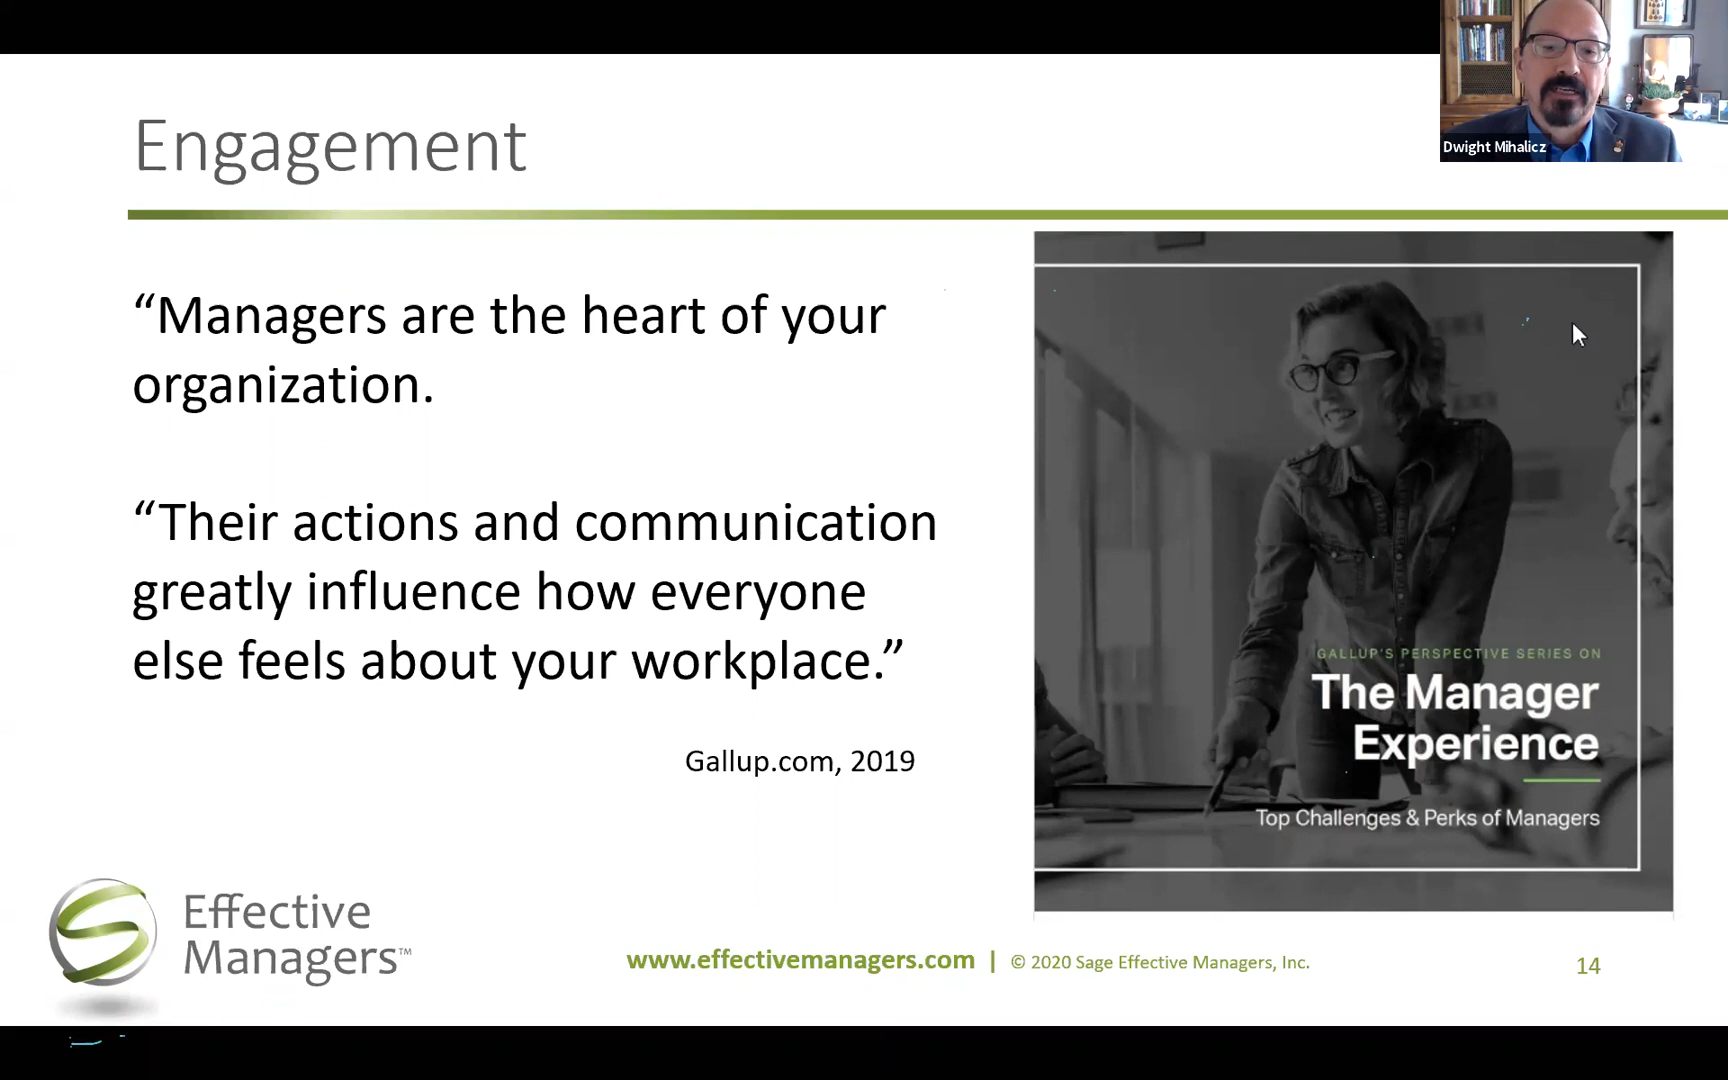 Dwight Mihalicz
Engagement
“Managers are the heart of your
organization.
“Their actions and communication
greatly influence how everyone
else feels about your workplace.”
Gallup.com, 2019
GALLUP'S PERSPECTIVE SERIES ON
The Manager
Experience
Top Challenges & Perks of Managers
Effective
Managers™
www.effectivemanagers.com | © 2020 Sage Effective Managers, Inc.
14